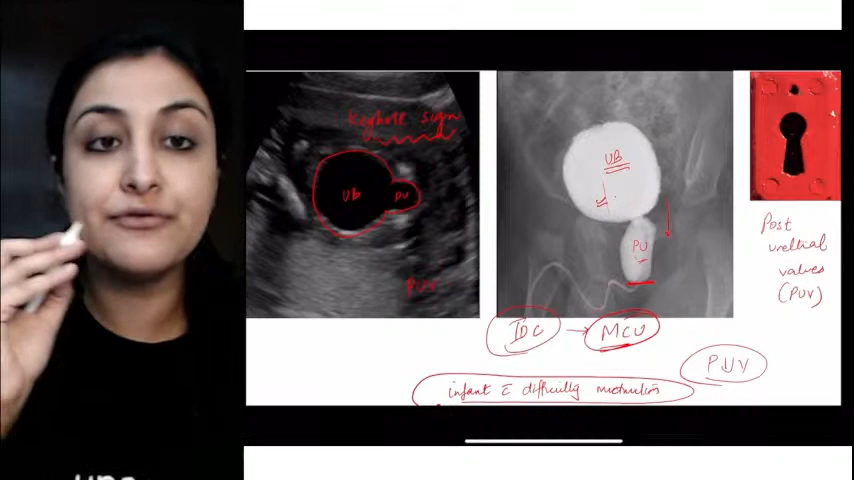 Keyhole sign
UB
PU
PUV
UB
PU
Post
urethral
valves
(PUV)
IDC → MCU
PUV
infant c̄ difficulty micturition